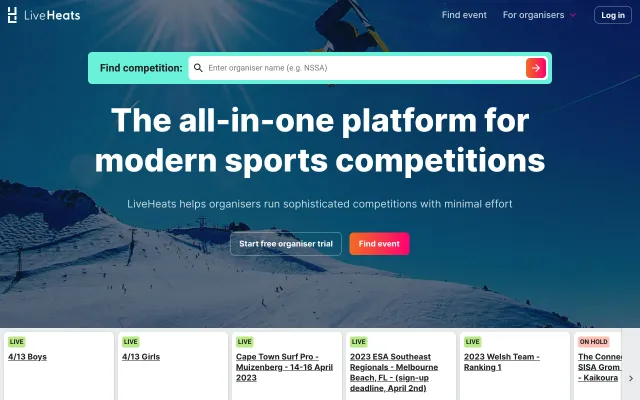 LiveHeats
Find event
For organisers
Log in
Find competition:
Enter organiser name (e.g. NSSA)
The all-in-one platform for
modern sports competitions
LiveHeats helps organisers run sophisticated competitions with minimal effort
Start free organiser trial
Find event
LIVE
4/13 Boys
LIVE
4/13 Girls
LIVE
Cape Town Surf Pro -
Muizenberg - 14-16 April
2023
LIVE
2023 ESA Southeast
Regionals - Melbourne
Beach, FL - (sign-up
deadline, April 2nd)
LIVE
2023 Welsh Team -
Ranking 1
ON HOLD
The Connec
SISA Grom
- Kaikoura